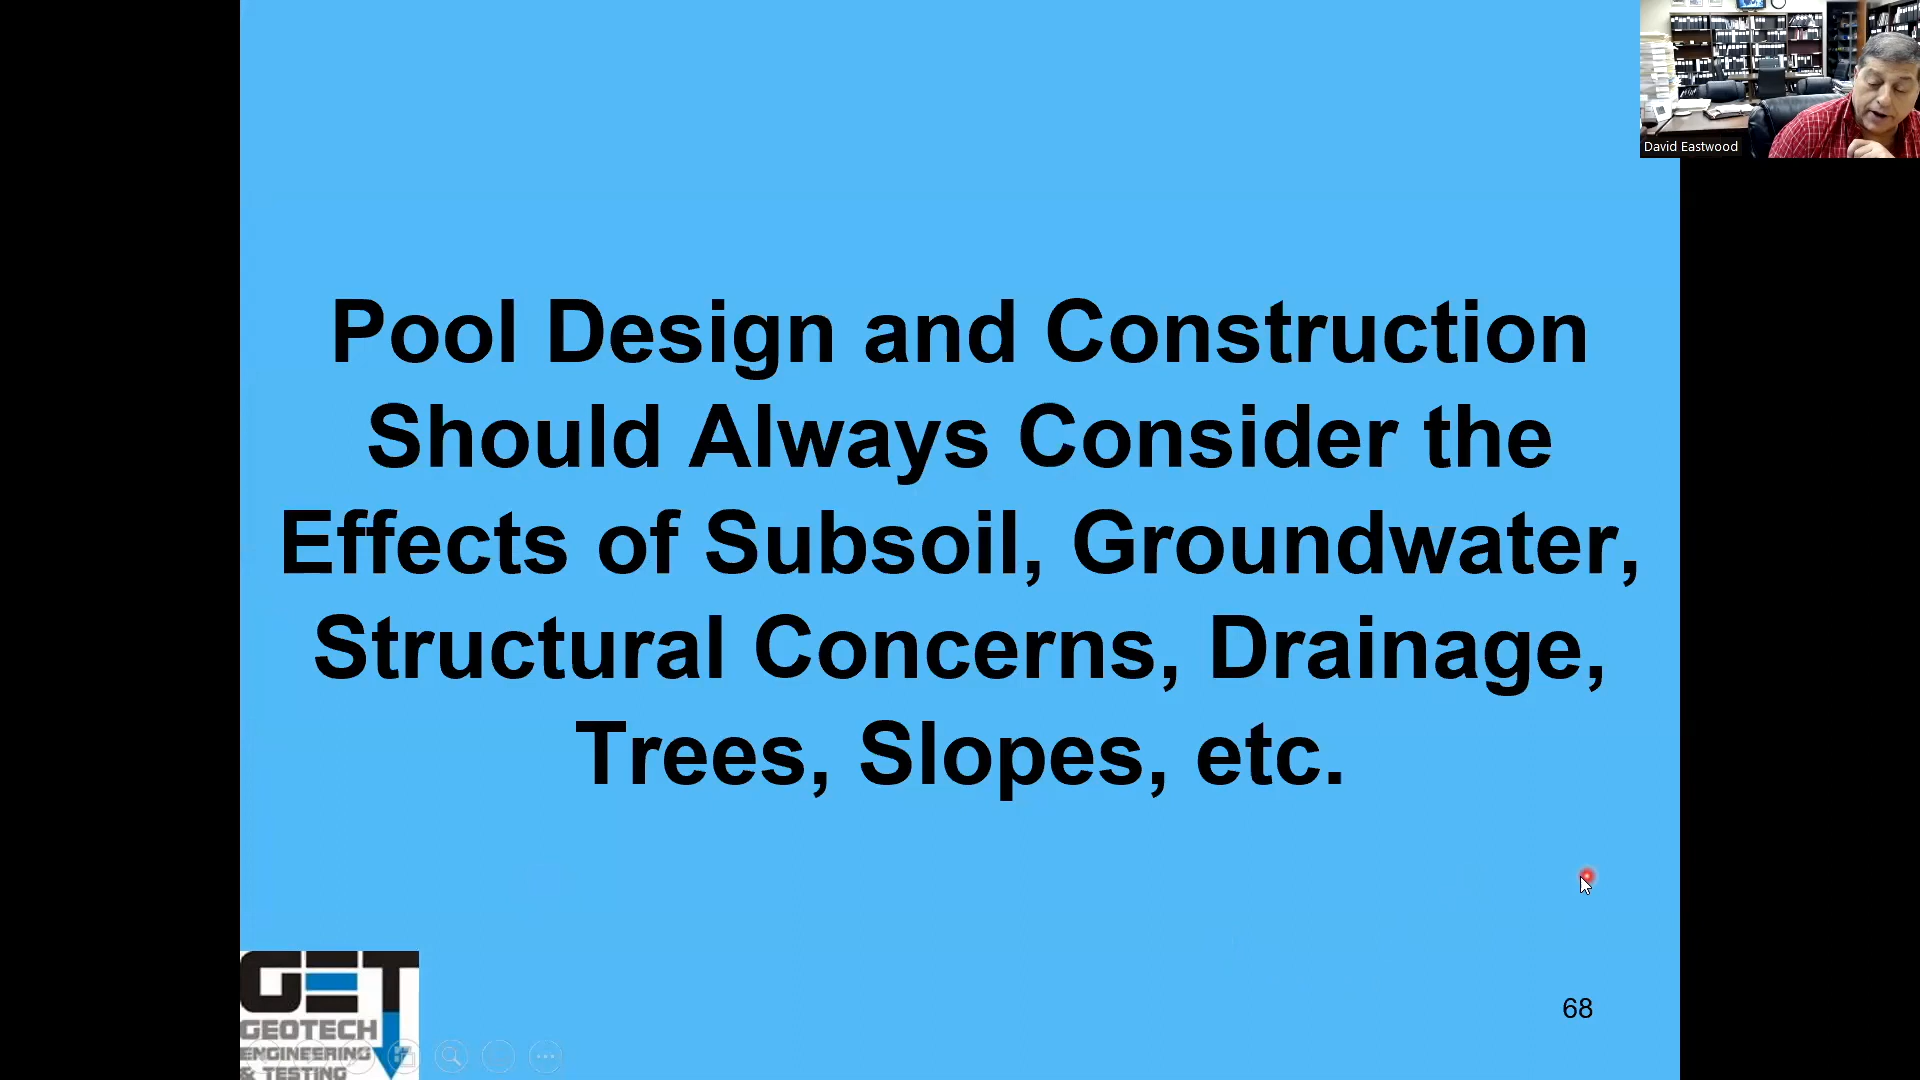 David Eastwood
Pool Design and Construction
Should Always Consider the
Effects of Subsoil, Groundwater,
Structural Concerns, Drainage,
Trees, Slopes, etc.
GET
GEOTECH
ENGINEERING
& TESTING
68